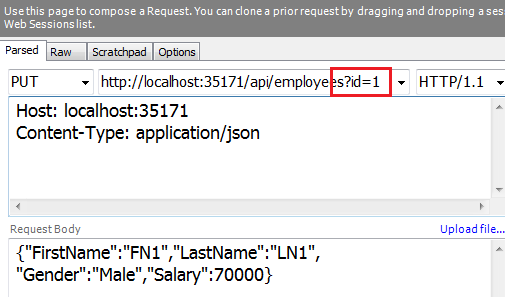 Use this page to compose a Request. You can clone a prior request by dragging and dropping a ses
Web Sessions list.
Parsed Raw Scratchpad Options
PUT http://localhost:35171/api/employees?id=1 HTTP/1.1
Host: localhost:35171
Content-Type: application/json
Request Body Upload file...
{"FirstName":"FN1","LastName":"LN1",
"Gender":"Male","Salary":70000}